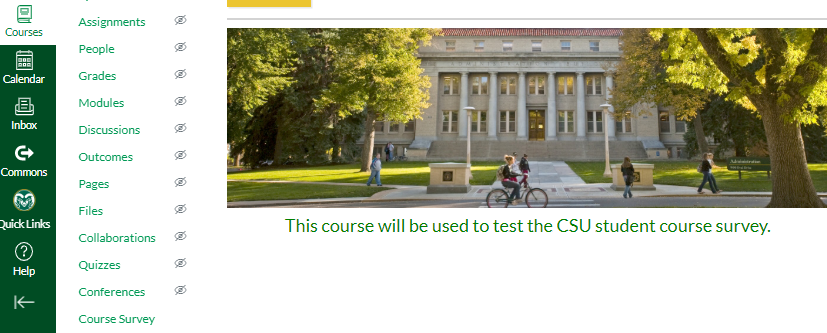 Courses
Calendar
Inbox
Commons
Quick Links
Help
Assignments
People
Grades
Modules
Discussions
Outcomes
Pages
Files
Collaborations
Quizzes
Conferences
Course Survey
Administration
This course will be used to test the CSU student course survey.